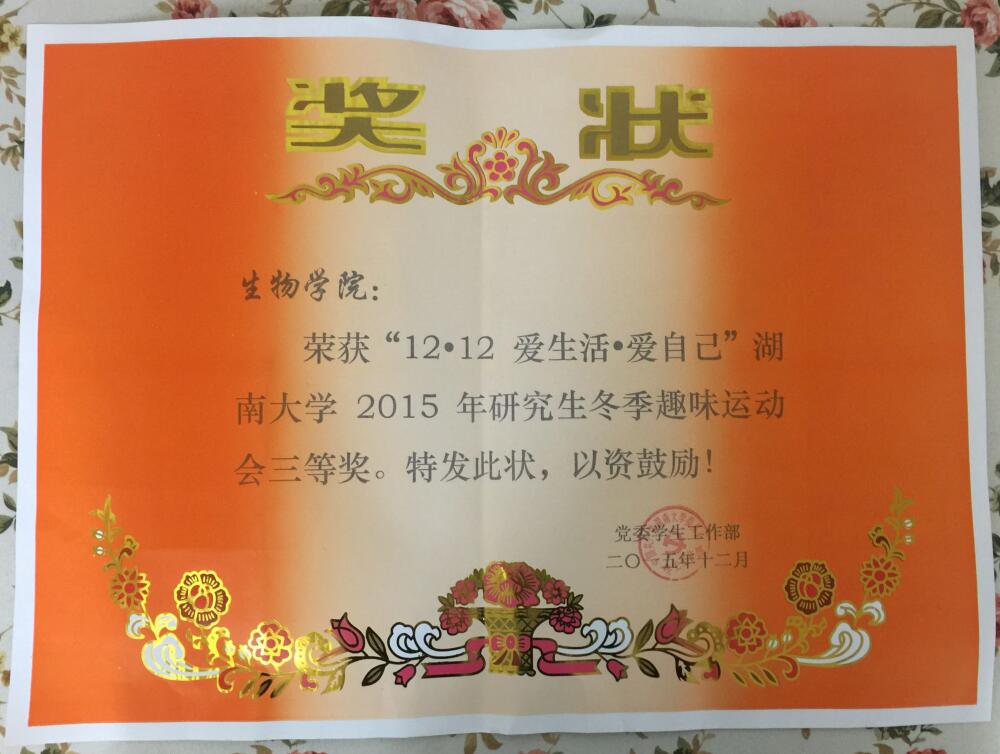 奖 状
生物学院：
荣获“12·12 爱生活·爱自己”湖
南大学 2015 年研究生冬季趣味运动
会三等奖。特发此状，以资鼓励！
党委学生工作部
二〇一五年十二月